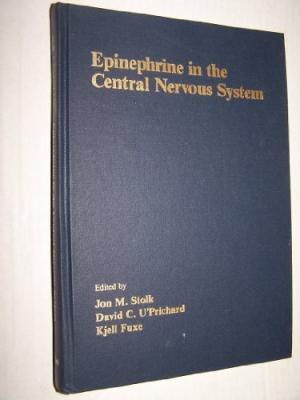 Epinephrine in the
Central Nervous System
Edited by
Jon M. Stolk
David C. U'Prichard
Kjell Fuxe